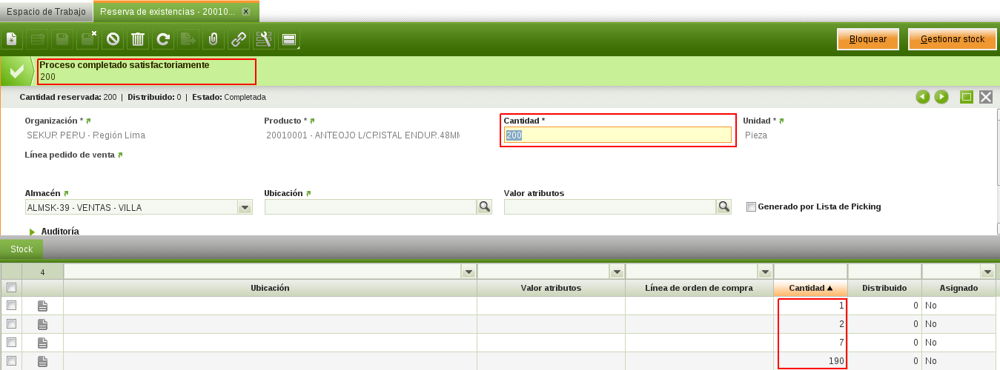 Espacio de Trabajo Reserva de existencias - 20010... x
Bloquear Gestionar stock
Proceso completado satisfactoriamente
200
Cantidad reservada: 200 | Distribuido: 0 | Estado: Completada
Organización * Producto * Cantidad * Unidad *
SEKUR PERU - Región Lima 20010001 - ANTEOJO L/CRISTAL ENDUR.48MM 200 Pieza
Línea pedido de venta
Almacén Ubicación Valor atributos
ALMSK-39 - VENTAS - VILLA Generado por Lista de Picking
Auditoría
Stock
4
Ubicación Valor atributos Línea de orden de compra Cantidad Distribuido Asignado
1 0 No
2 0 No
7 0 No
190 0 No